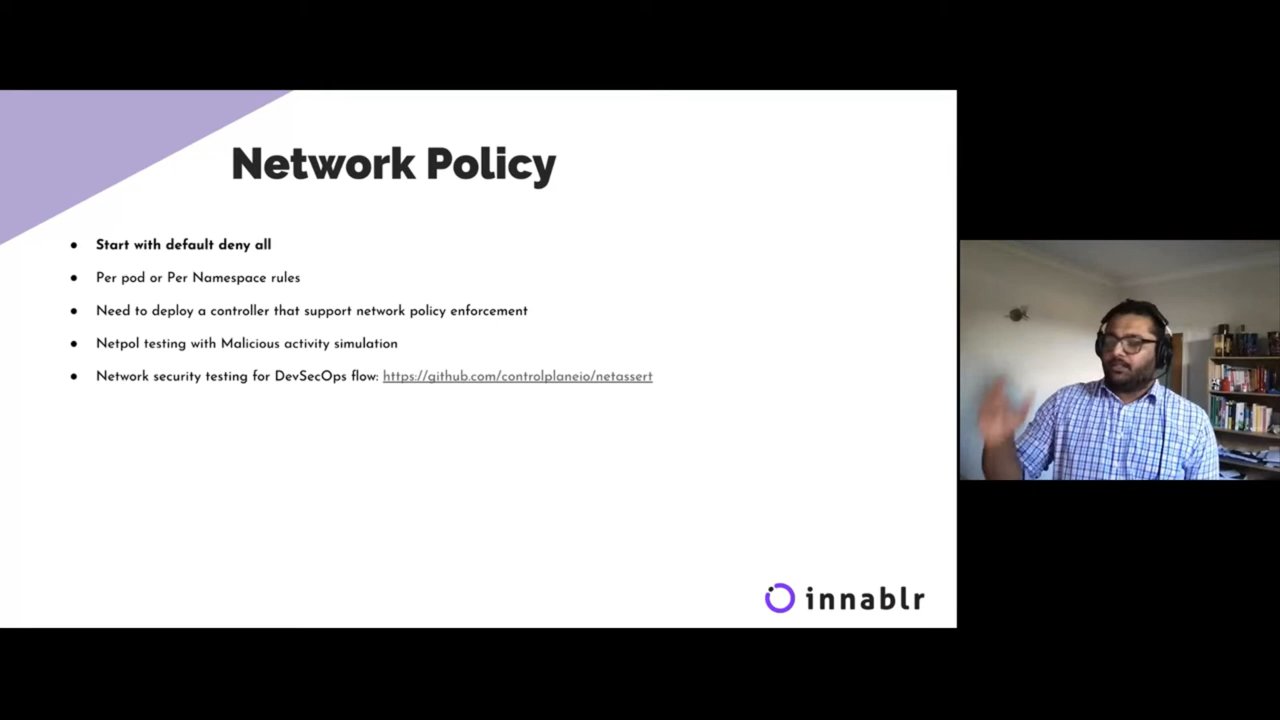 Network Policy
● Start with default deny all
● Per pod or Per Namespace rules
● Need to deploy a controller that support network policy enforcement
● Netpol testing with Malicious activity simulation
● Network security testing for DevSecOps flow: https://github.com/controlplaneio/netassert
innablr